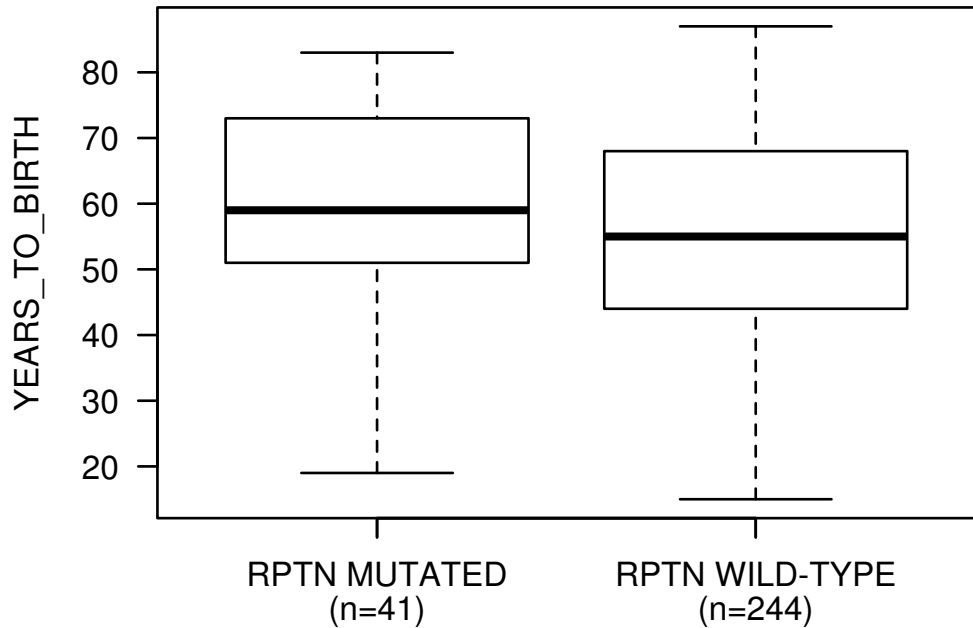 YEARS_TO_BIRTH
80
70
60
50
40
30
20
RPTN MUTATED
(n=41)
RPTN WILD-TYPE
(n=244)